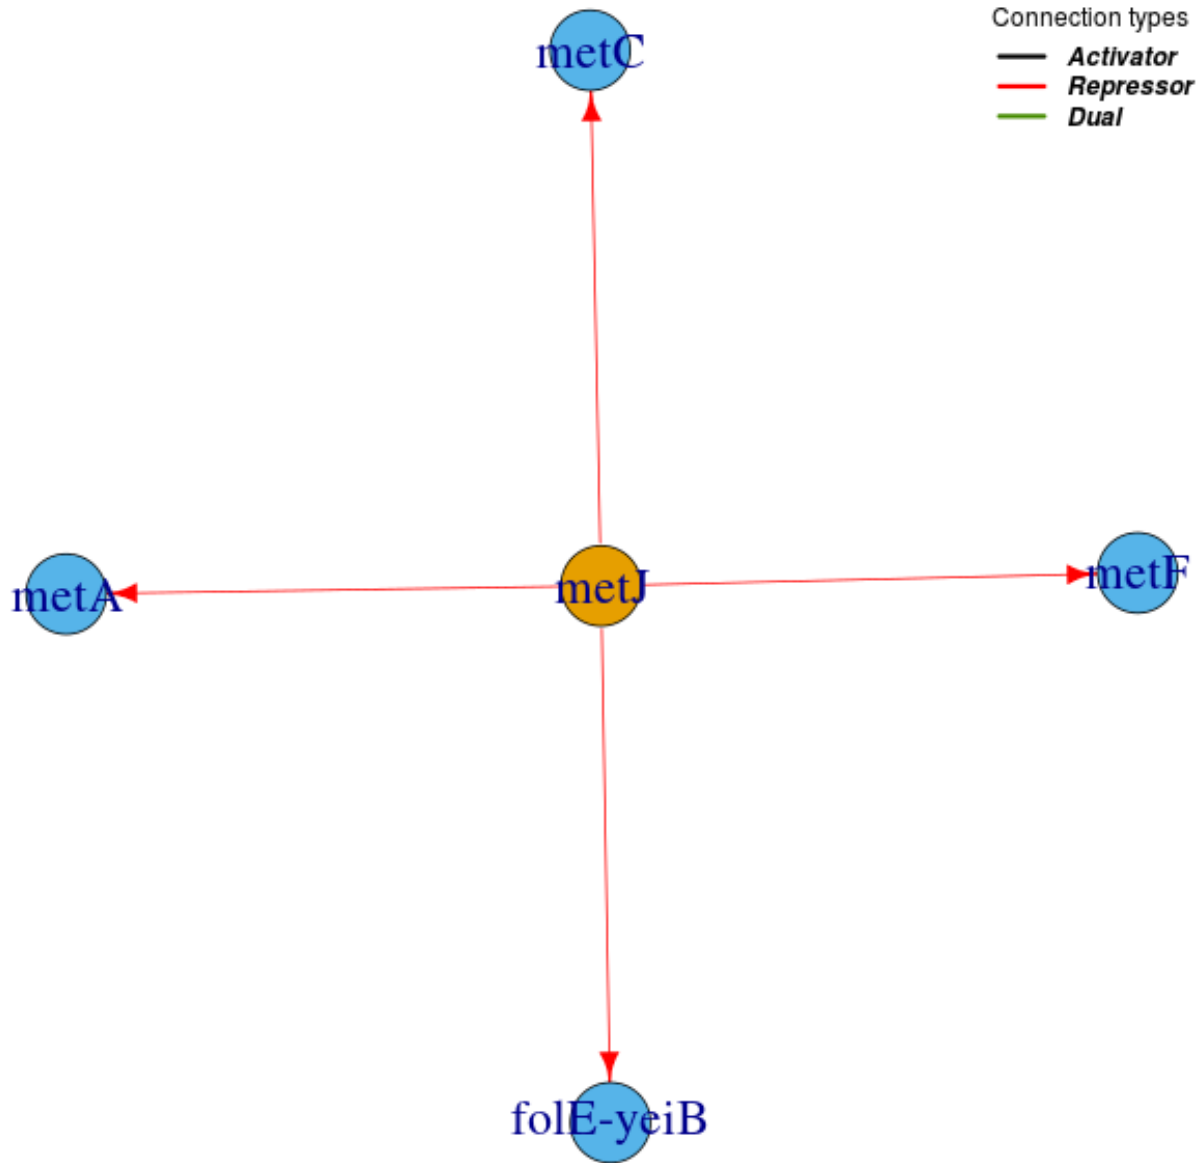 Connection types
Activator
Repressor
Dual
metC
metA
metJ
metF
folE-yeiB